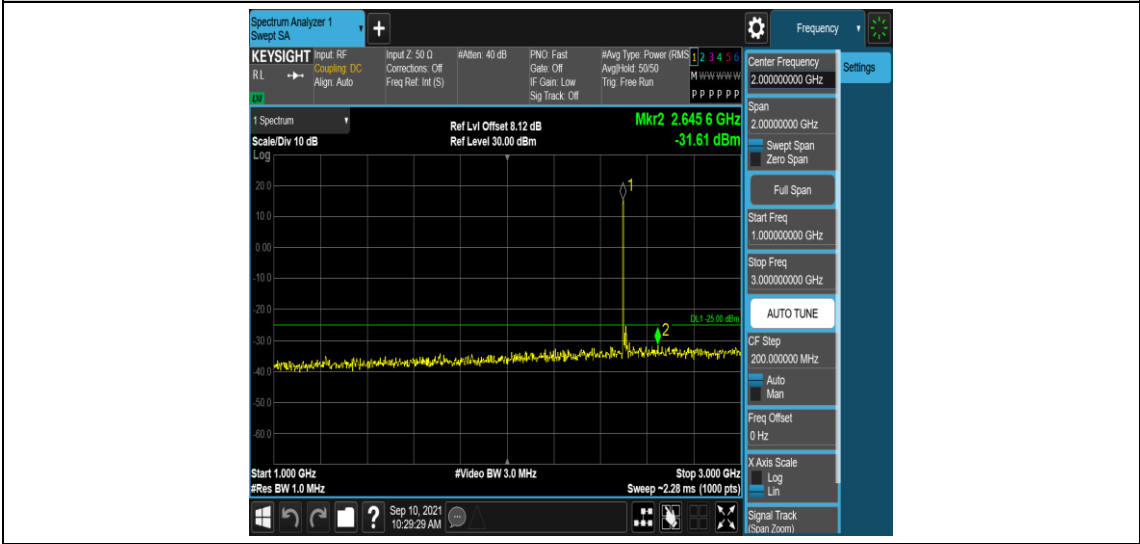 Spectrum Analyzer 1
Swept SA
Frequency
KEYSIGHT
RL
LXI
Input: RF
Coupling: DC
Align: Auto
Input Z: 50 Ω
Corrections: Off
Freq Ref: Int (S)
#Atten: 40 dB
PNO: Fast
Gate: Off
IF Gain: Low
Sig Track: Off
#Avg Type: Power (RMS
Avg|Hold: 50/50
Trig: Free Run
1 2 3 4 5 6
M W W W W W
P P P P P P
1 Spectrum
Scale/Div 10 dB
Log
Ref Lvl Offset 8.12 dB
Ref Level 30.00 dBm
Mkr2 2.645 6 GHz
-31.61 dBm
20.0
10.0
0.00
-10.0
-20.0
-30.0
-40.0
-50.0
-60.0
1
DL1 -25.00 dBm
2
Start 1.000 GHz
#Res BW 1.0 MHz
#Video BW 3.0 MHz
Stop 3.000 GHz
Sweep ~2.28 ms (1000 pts)
?
Sep 10, 2021
10:29:29 AM
Center Frequency
2.000000000 GHz
Settings
Span
2.00000000 GHz
Swept Span
Zero Span
Full Span
Start Freq
1.000000000 GHz
Stop Freq
3.000000000 GHz
AUTO TUNE
CF Step
200.000000 MHz
Auto
Man
Freq Offset
0 Hz
X Axis Scale
Log
Lin
Signal Track
(Span Zoom)